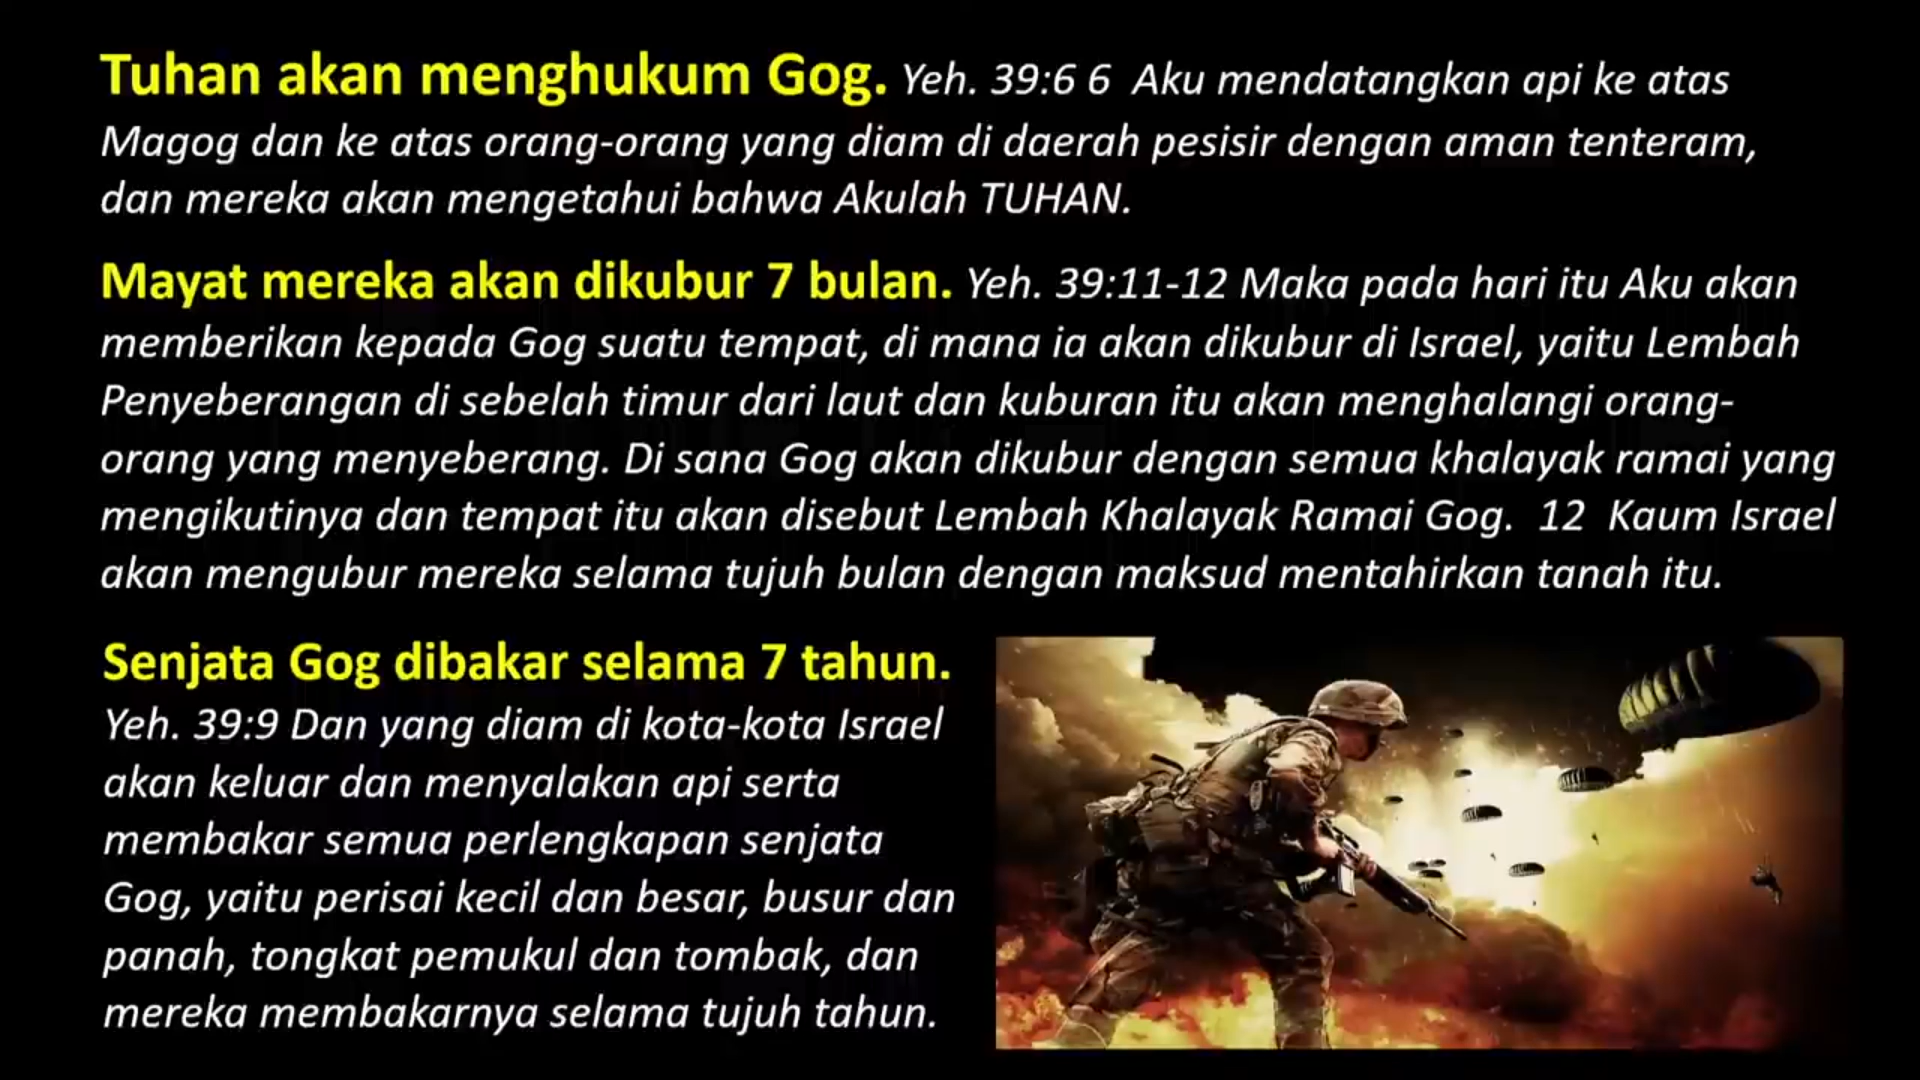 Tuhan akan menghukum Gog. Yeh. 39:6 6 Aku mendatangkan api ke atas
Magog dan ke atas orang-orang yang diam di daerah pesisir dengan aman tenteram,
dan mereka akan mengetahui bahwa Akulah TUHAN.
Mayat mereka akan dikubur 7 bulan. Yeh. 39:11-12 Maka pada hari itu Aku akan
memberikan kepada Gog suatu tempat, di mana ia akan dikubur di Israel, yaitu Lembah
Penyeberangan di sebelah timur dari laut dan kuburan itu akan menghalangi orang-
orang yang menyeberang. Di sana Gog akan dikubur dengan semua khalayak ramai yang
mengikutinya dan tempat itu akan disebut Lembah Khalayak Ramai Gog. 12 Kaum Israel
akan mengubur mereka selama tujuh bulan dengan maksud mentahirkan tanah itu.
Senjata Gog dibakar selama 7 tahun.
Yeh. 39:9 Dan yang diam di kota-kota Israel
akan keluar dan menyalakan api serta
membakar semua perlengkapan senjata
Gog, yaitu perisai kecil dan besar, busur dan
panah, tongkat pemukul dan tombak, dan
mereka membakarnya selama tujuh tahun.